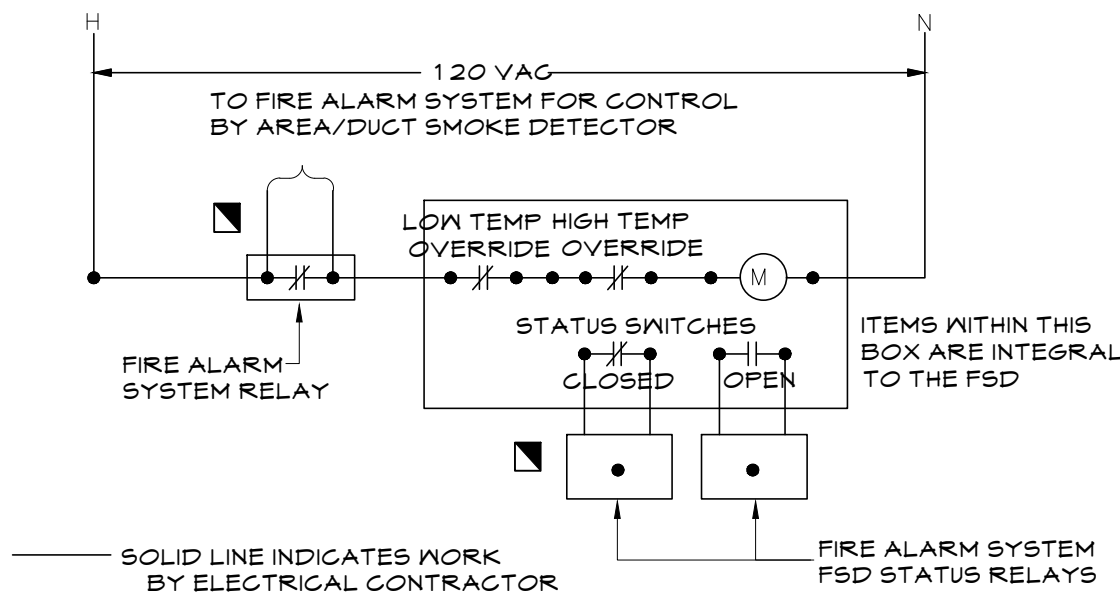 H
N
120 VAC
TO FIRE ALARM SYSTEM FOR CONTROL
BY AREA/DUCT SMOKE DETECTOR
LOW TEMP HIGH TEMP
OVERRIDE OVERRIDE
M
STATUS SWITCHES
CLOSED OPEN
ITEMS WITHIN THIS
BOX ARE INTEGRAL
TO THE FSD
FIRE ALARM
SYSTEM RELAY
SOLID LINE INDICATES WORK
BY ELECTRICAL CONTRACTOR
FIRE ALARM SYSTEM
FSD STATUS RELAYS